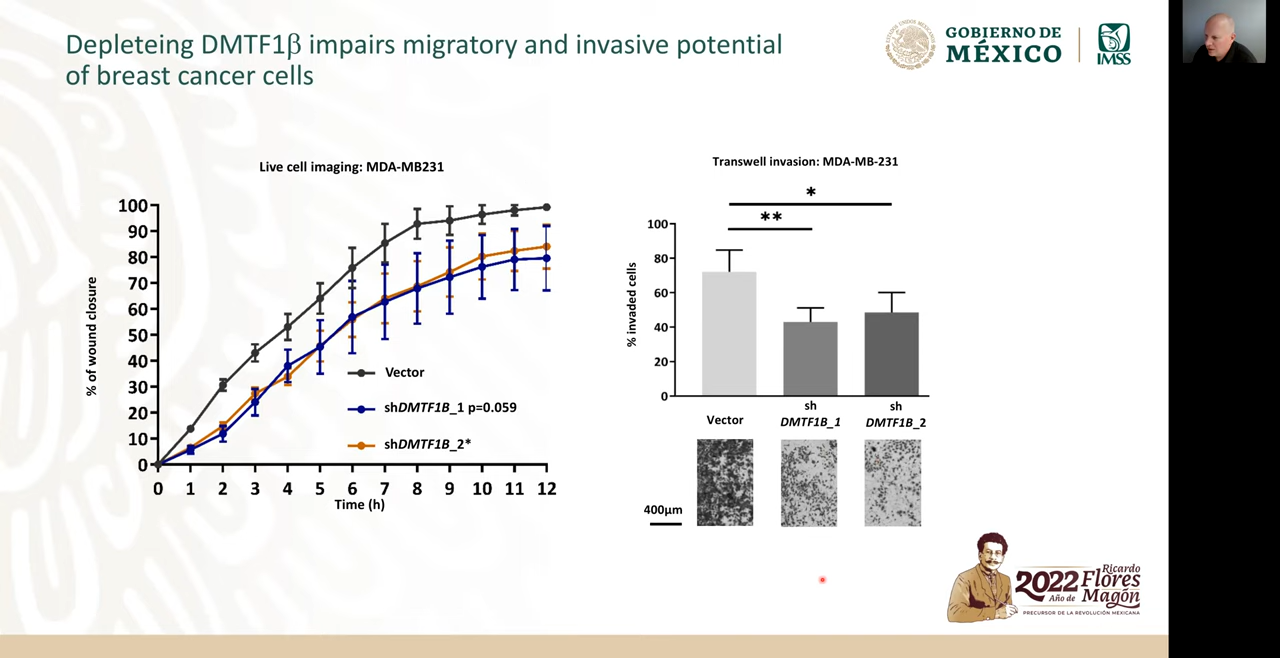 Depleteing DMTF1β impairs migratory and invasive potential
of breast cancer cells
GOBIERNO DE
MÉXICO
IMSS
Live cell imaging: MDA-MB231
% of wound closure
100
90
80
70
60
50
40
30
20
10
0
0 1 2 3 4 5 6 7 8 9 10 11 12
Time (h)
Vector
shDMTF1B_1 p=0.059
shDMTF1B_2*
Transwell invasion: MDA-MB-231
*
**
% invaded cells
100
80
60
40
20
0
Vector
sh
DMTF1B_1
sh
DMTF1B_2
400µm
2022
Año de
Ricardo
Flores
Magón
PRECURSOR DE LA REVOLUCIÓN MEXICANA